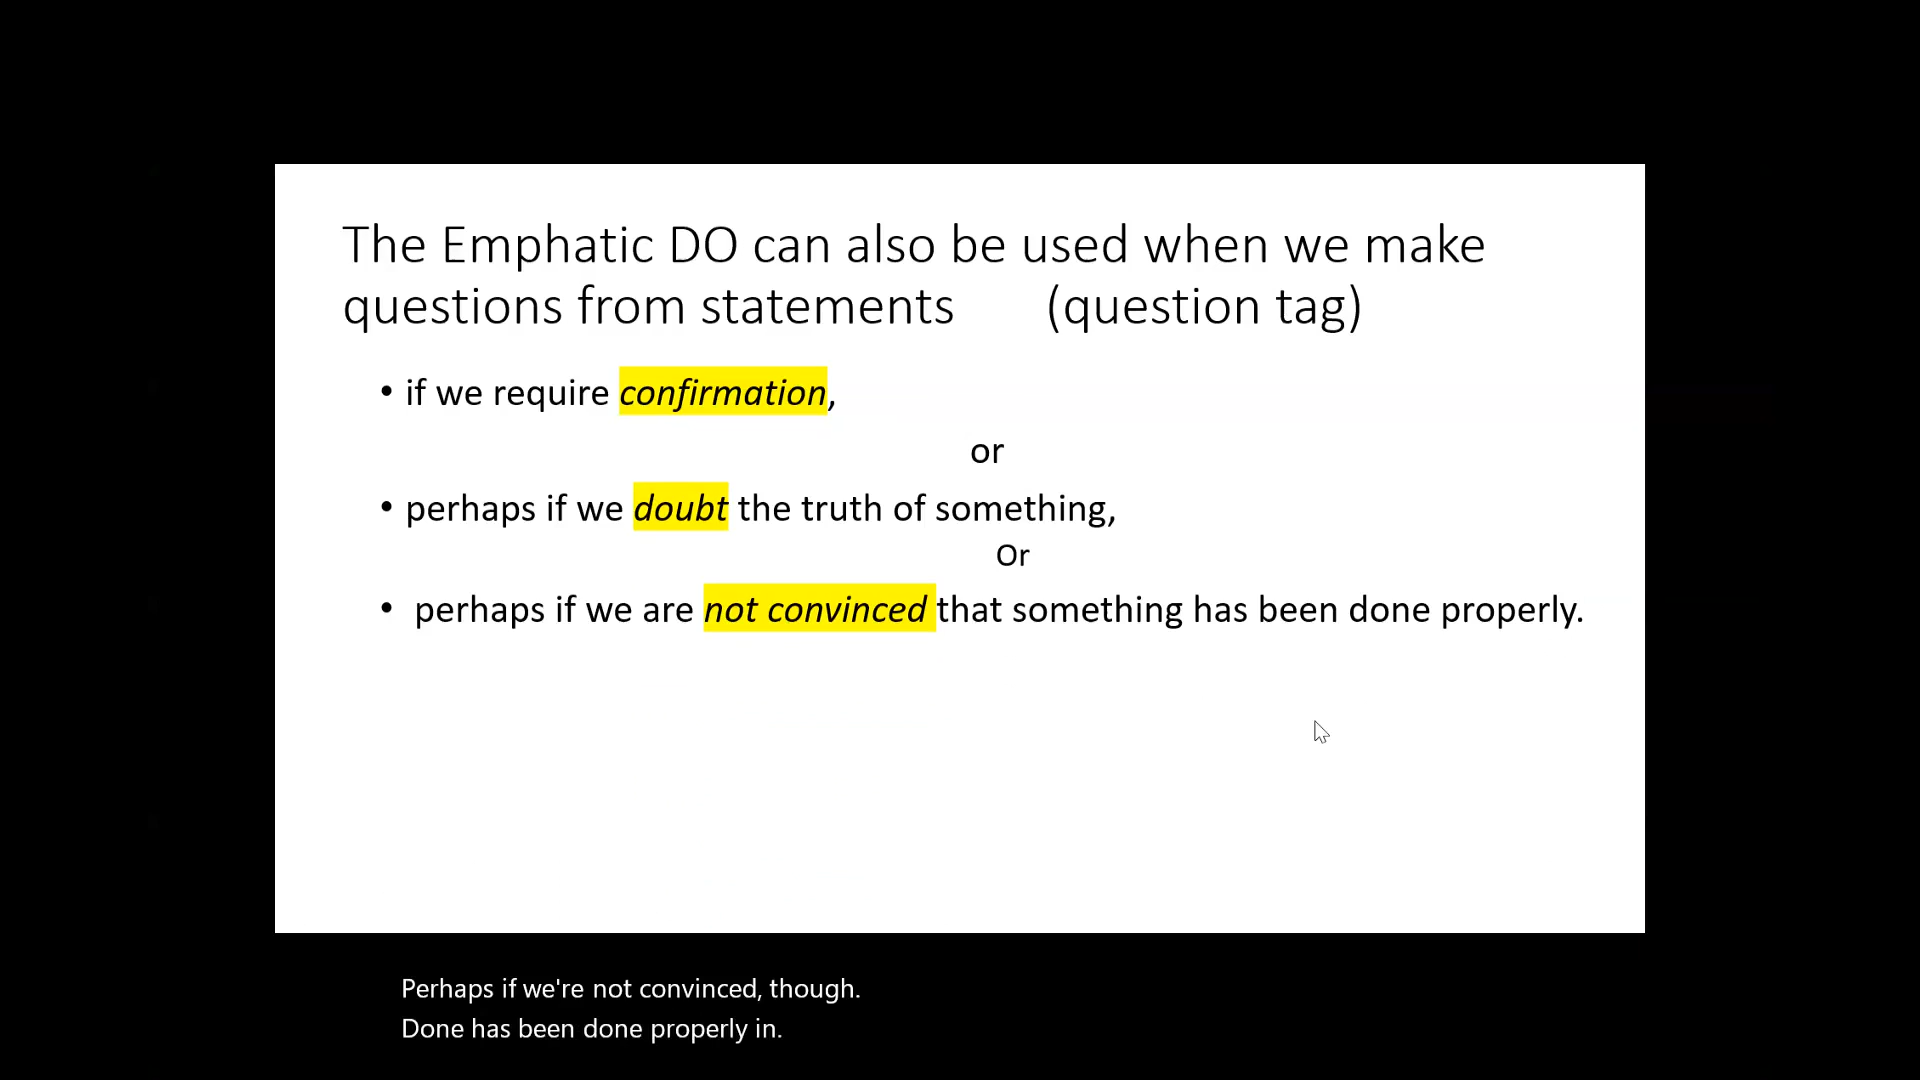 The Emphatic DO can also be used when we make
questions from statements (question tag)
• if we require confirmation,
or
• perhaps if we doubt the truth of something,
Or
• perhaps if we are not convinced that something has been done properly.
Perhaps if we're not convinced, though.
Done has been done properly in.